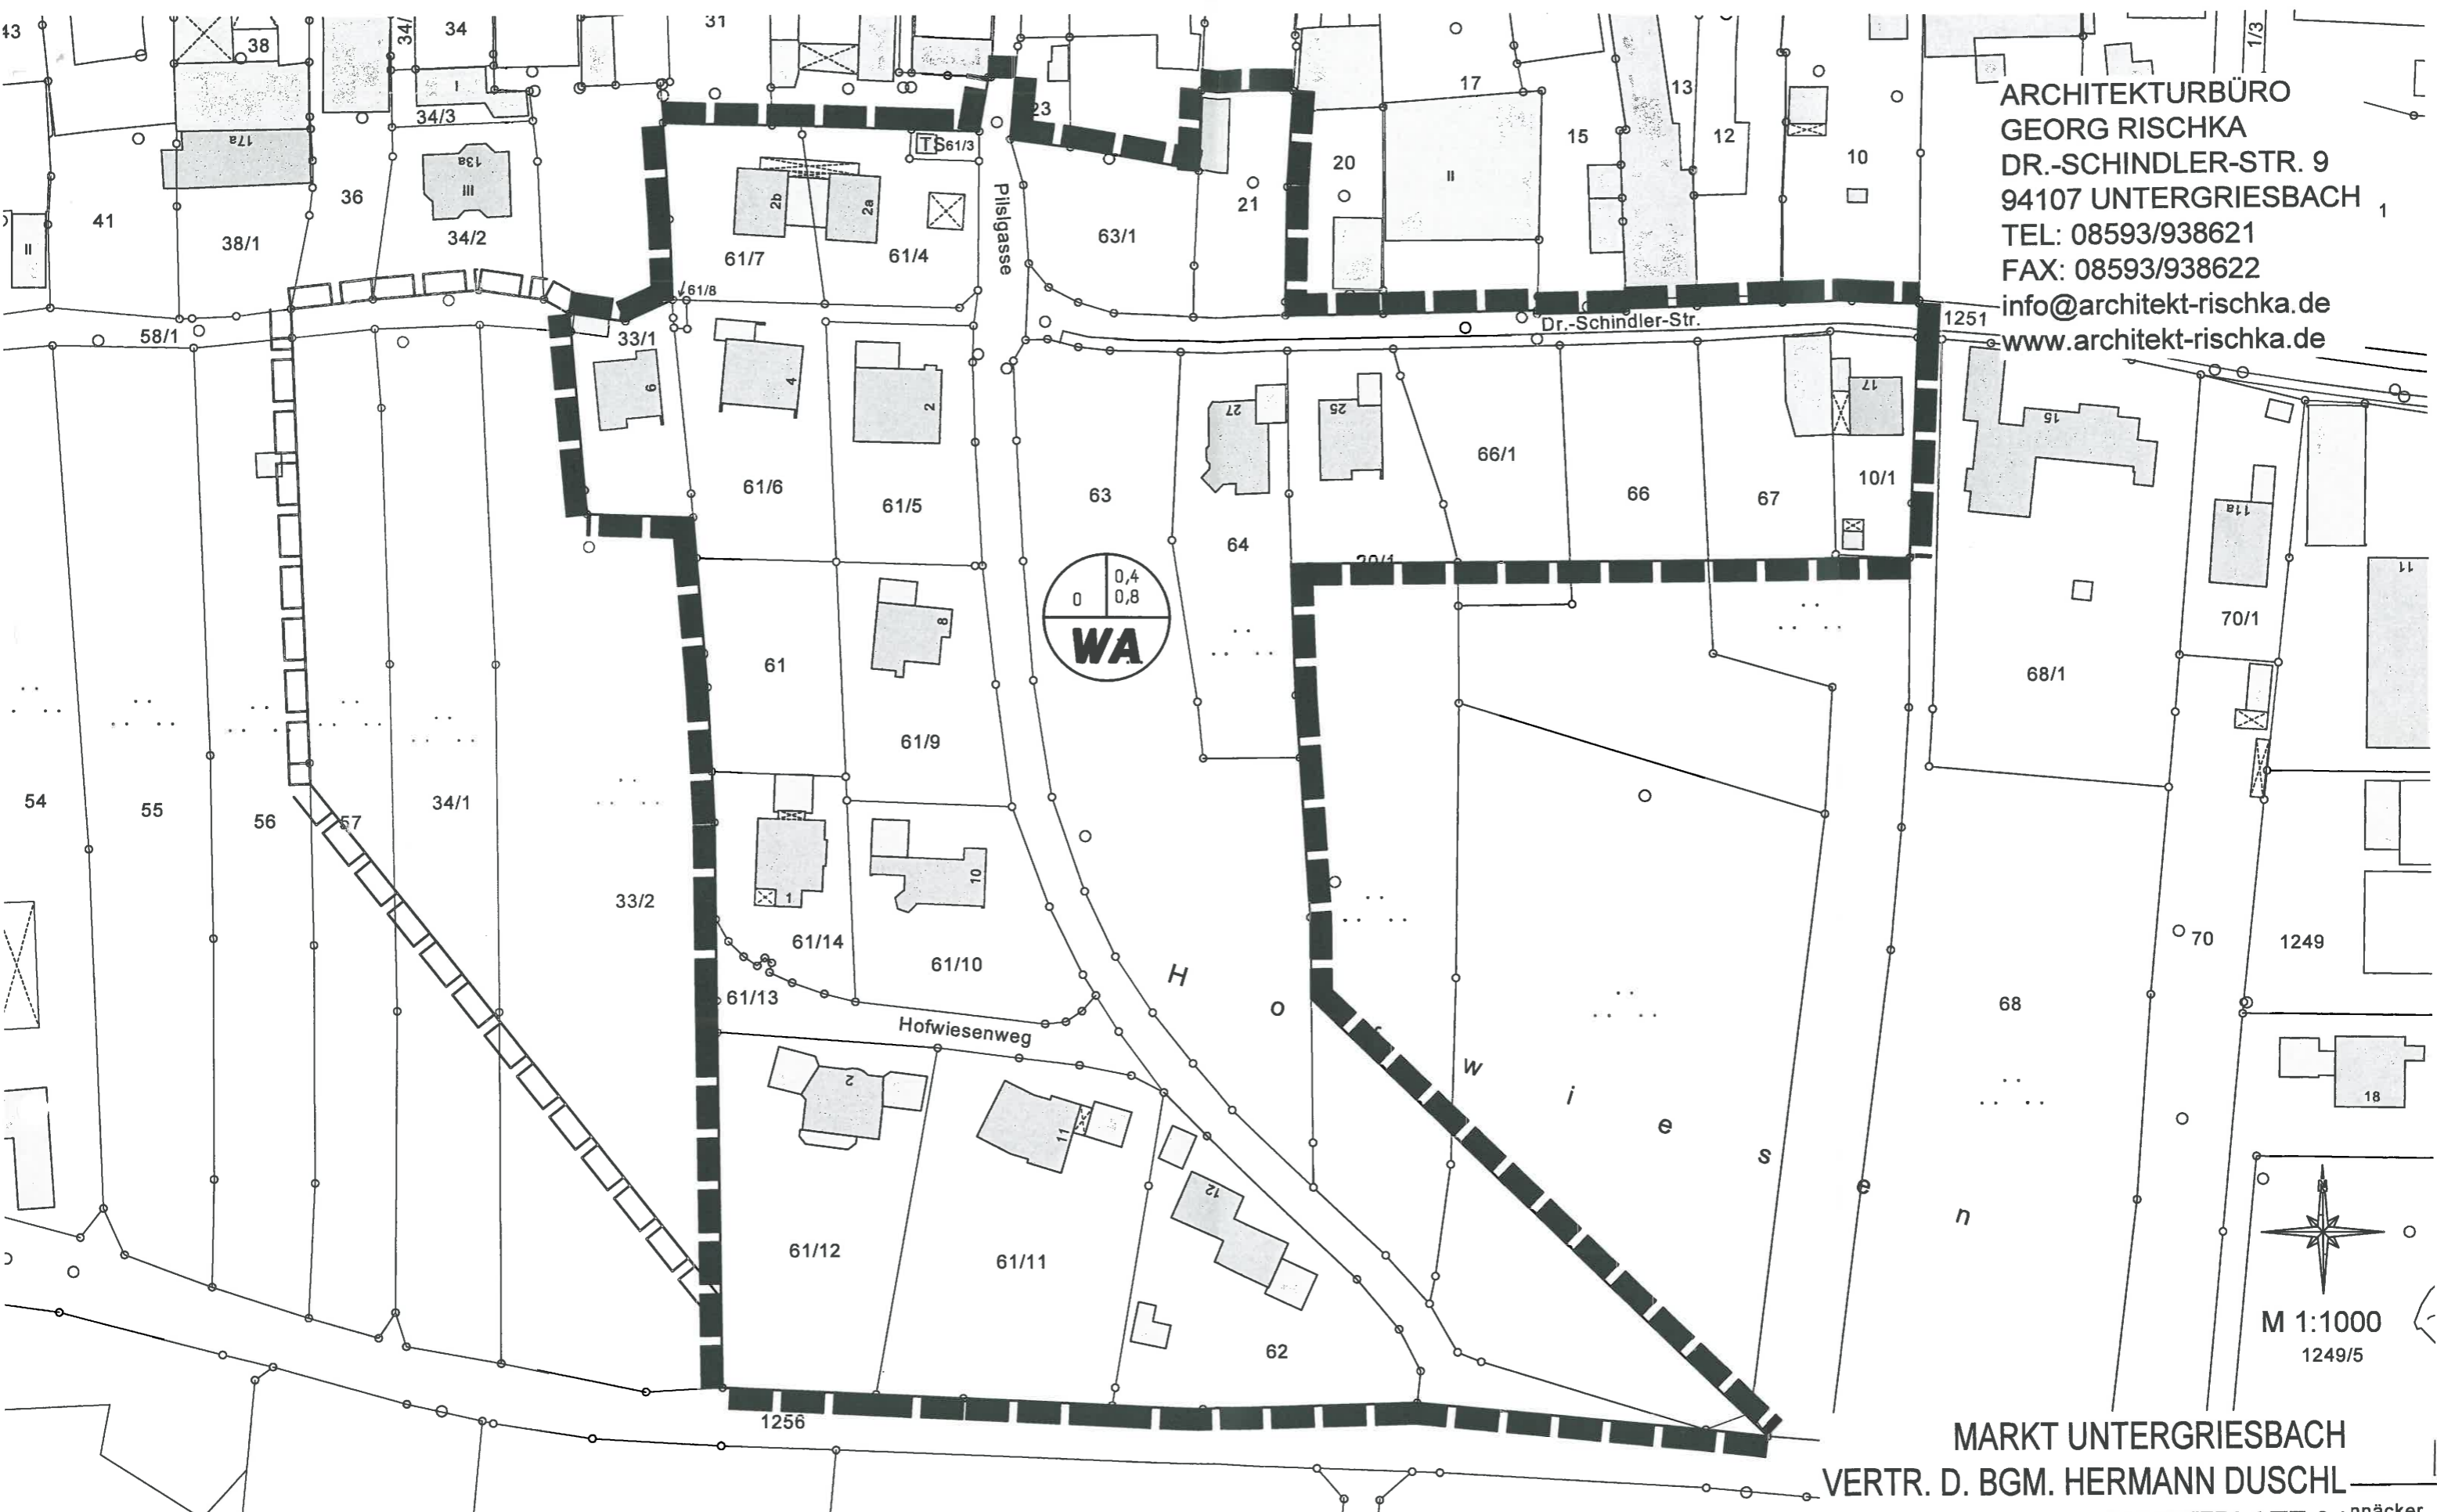 43
38
34/
34
31
17
13
1/3
ARCHITEKTURBÜRO
GEORG RISCHKA
DR.-SCHINDLER-STR. 9
94107 UNTERGRIESBACH
TEL: 08593/938621
FAX: 08593/938622
info@architekt-rischka.de
www.architekt-rischka.de
I
34/3
23
17a
13a
III
36
TS
61/3
20
II
15
12
10
1
41
38/1
34/2
2b
2a
Pilslgasse
21
II
61/7
61/4
63/1
61/8
58/1
33/1
Dr.-Schindler-Str.
1251
6
4
2
27
25
17
15
61/6
61/5
63
64
66/1
66
67
10/1
11a
11
0,4
0
0,8
WA
8
61
61/9
70/1
68/1
54
55
56
57
34/1
33/2
1
10
61/14
61/10
61/13
Hofwiesenweg
H o f w i e s e n
68
70
1249
2
11
12
18
61/12
61/11
62
N
M 1:1000
1249/5
1256
MARKT UNTERGRIESBACH
VERTR. D. BGM. HERMANN DUSCHL